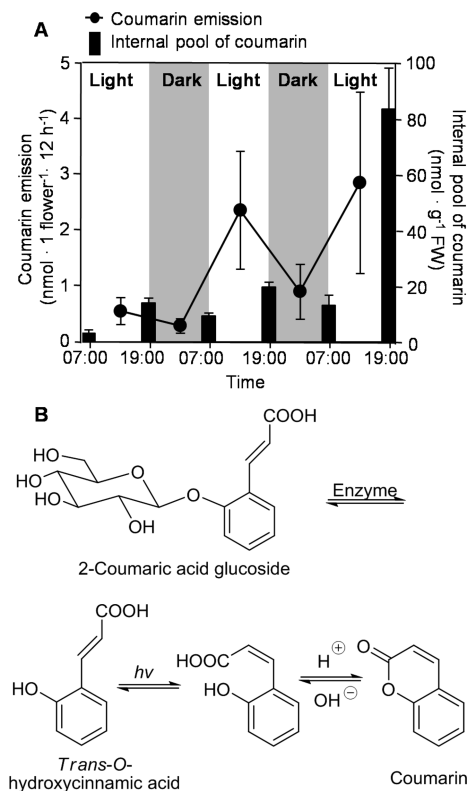 A
Coumarin emission
Internal pool of coumarin
Coumarin emission
(nmol · 1 flower⁻¹· 12 h⁻¹)
5
4
3
2
1
0
Light
Dark
Light
Dark
Light
100
80
60
40
20
0
Internal pool of coumarin
(nmol · g⁻¹ FW)
07:00
19:00
07:00
19:00
07:00
19:00
Time
B
COOH
HO
O
HO
HO
O
OH
2-Coumaric acid glucoside
Enzyme
COOH
HO
Trans-O-
hydroxycinnamic acid
hv
HOOC
HO
H⊕
OH⊖
O
O
Coumarin